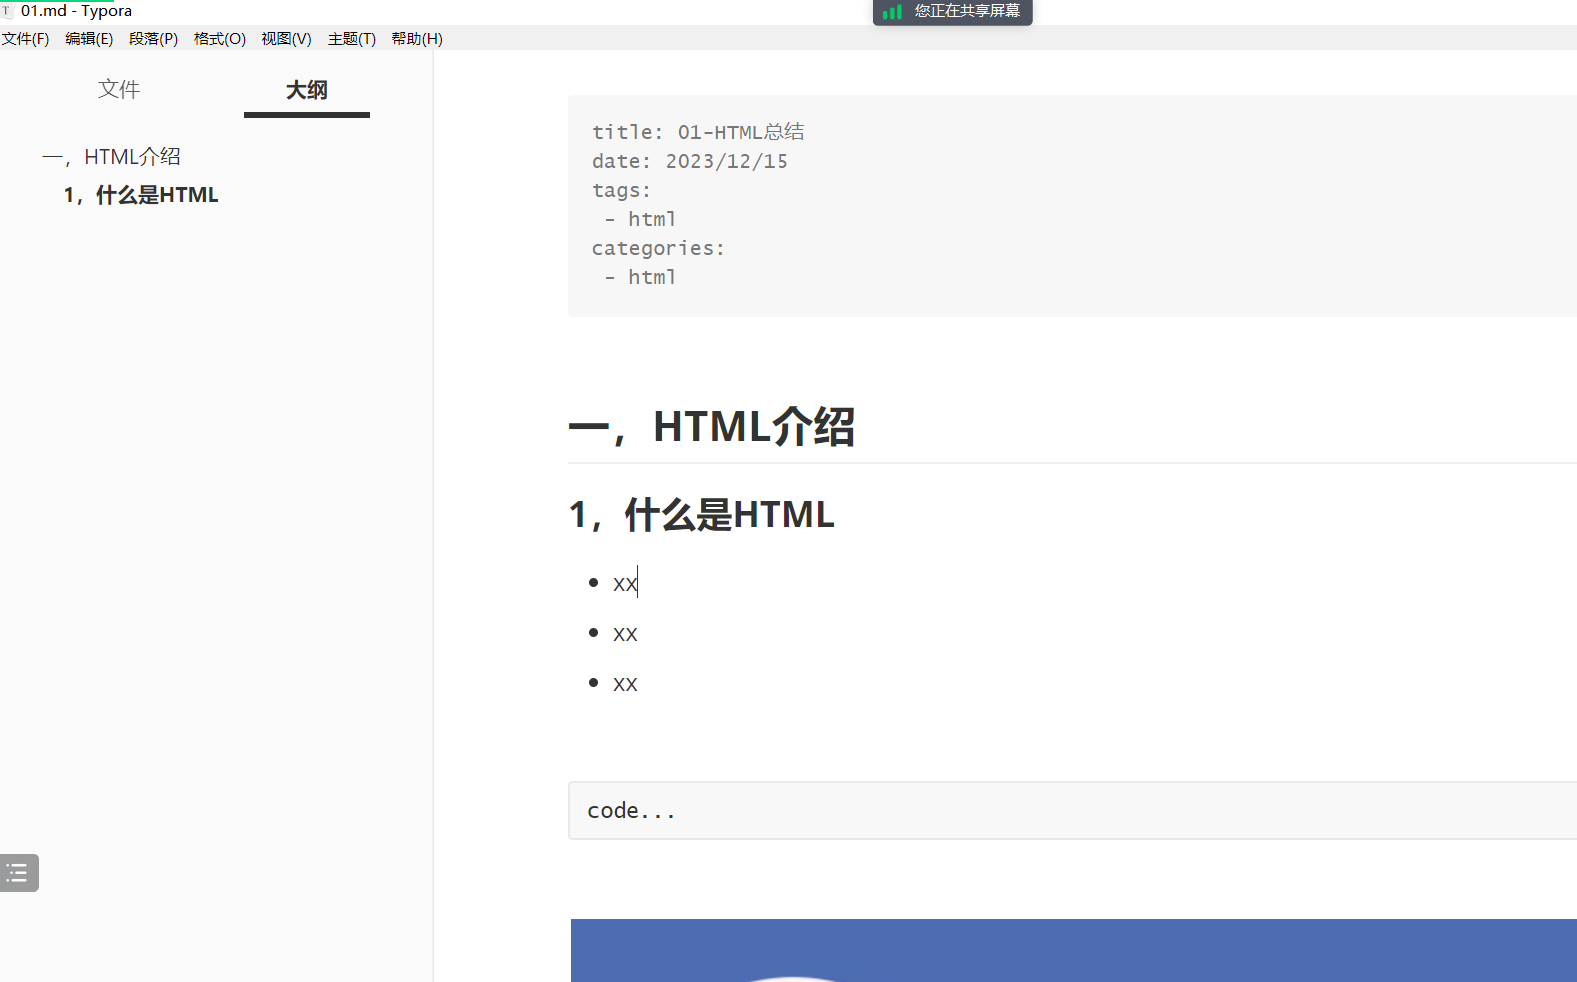 T 01.md - Typora
您正在共享屏幕
文件(F) 编辑(E) 段落(P) 格式(O) 视图(V) 主题(T) 帮助(H)
文件 大纲
一，HTML介绍
1，什么是HTML
title: 01-HTML总结
date: 2023/12/15
tags:
- html
categories:
- html
一，HTML介绍
1，什么是HTML
xx
xx
xx
code...